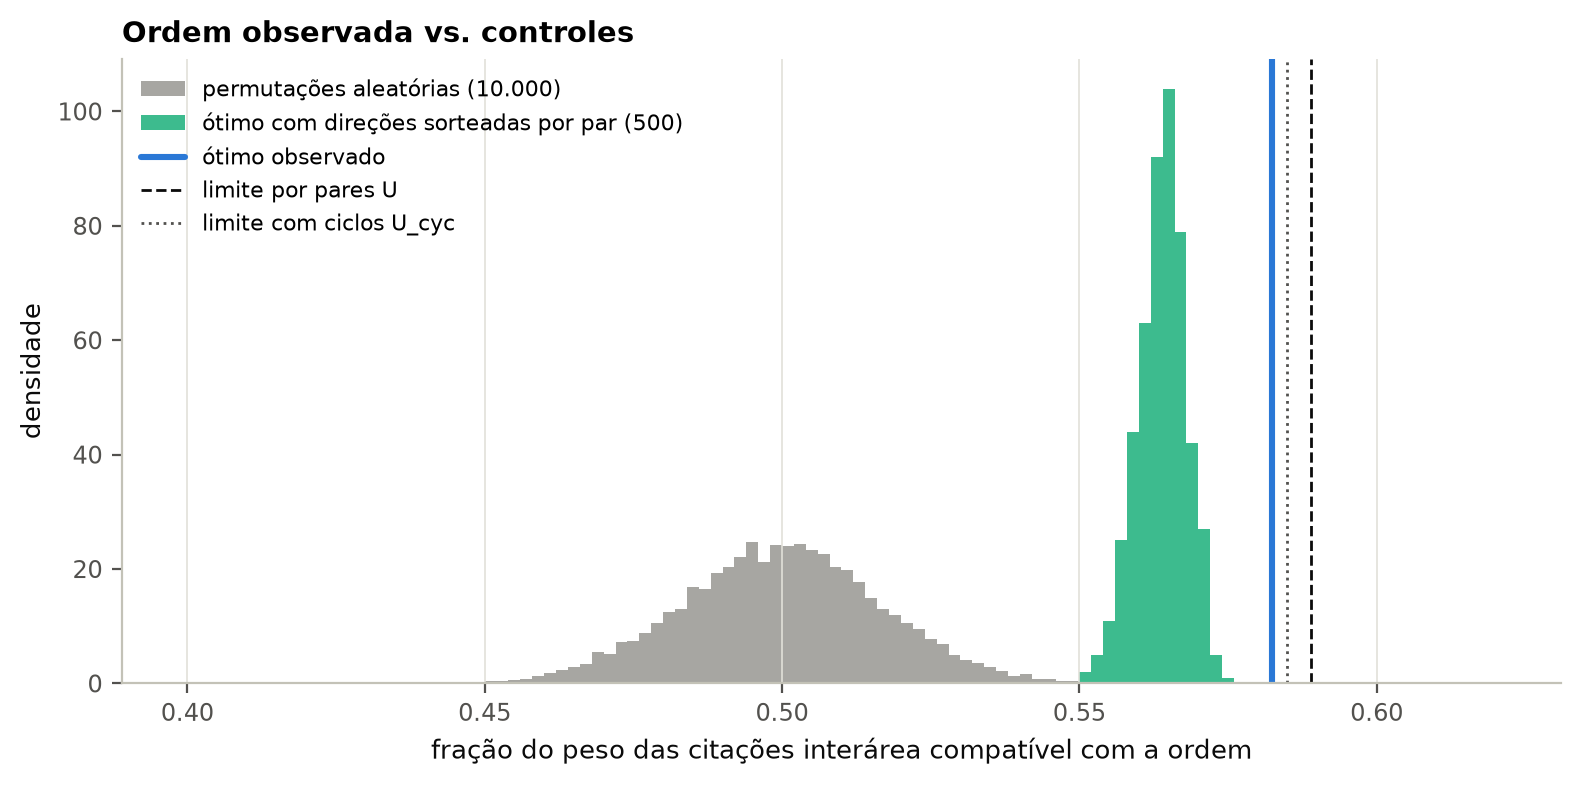 Ordem observada vs. controles
permutações aleatórias (10.000)
ótimo com direções sorteadas por par (500)
ótimo observado
limite por pares U
limite com ciclos U_cyc
densidade
100
80
60
40
20
0
0.40 0.45 0.50 0.55 0.60
fração do peso das citações interárea compatível com a ordem